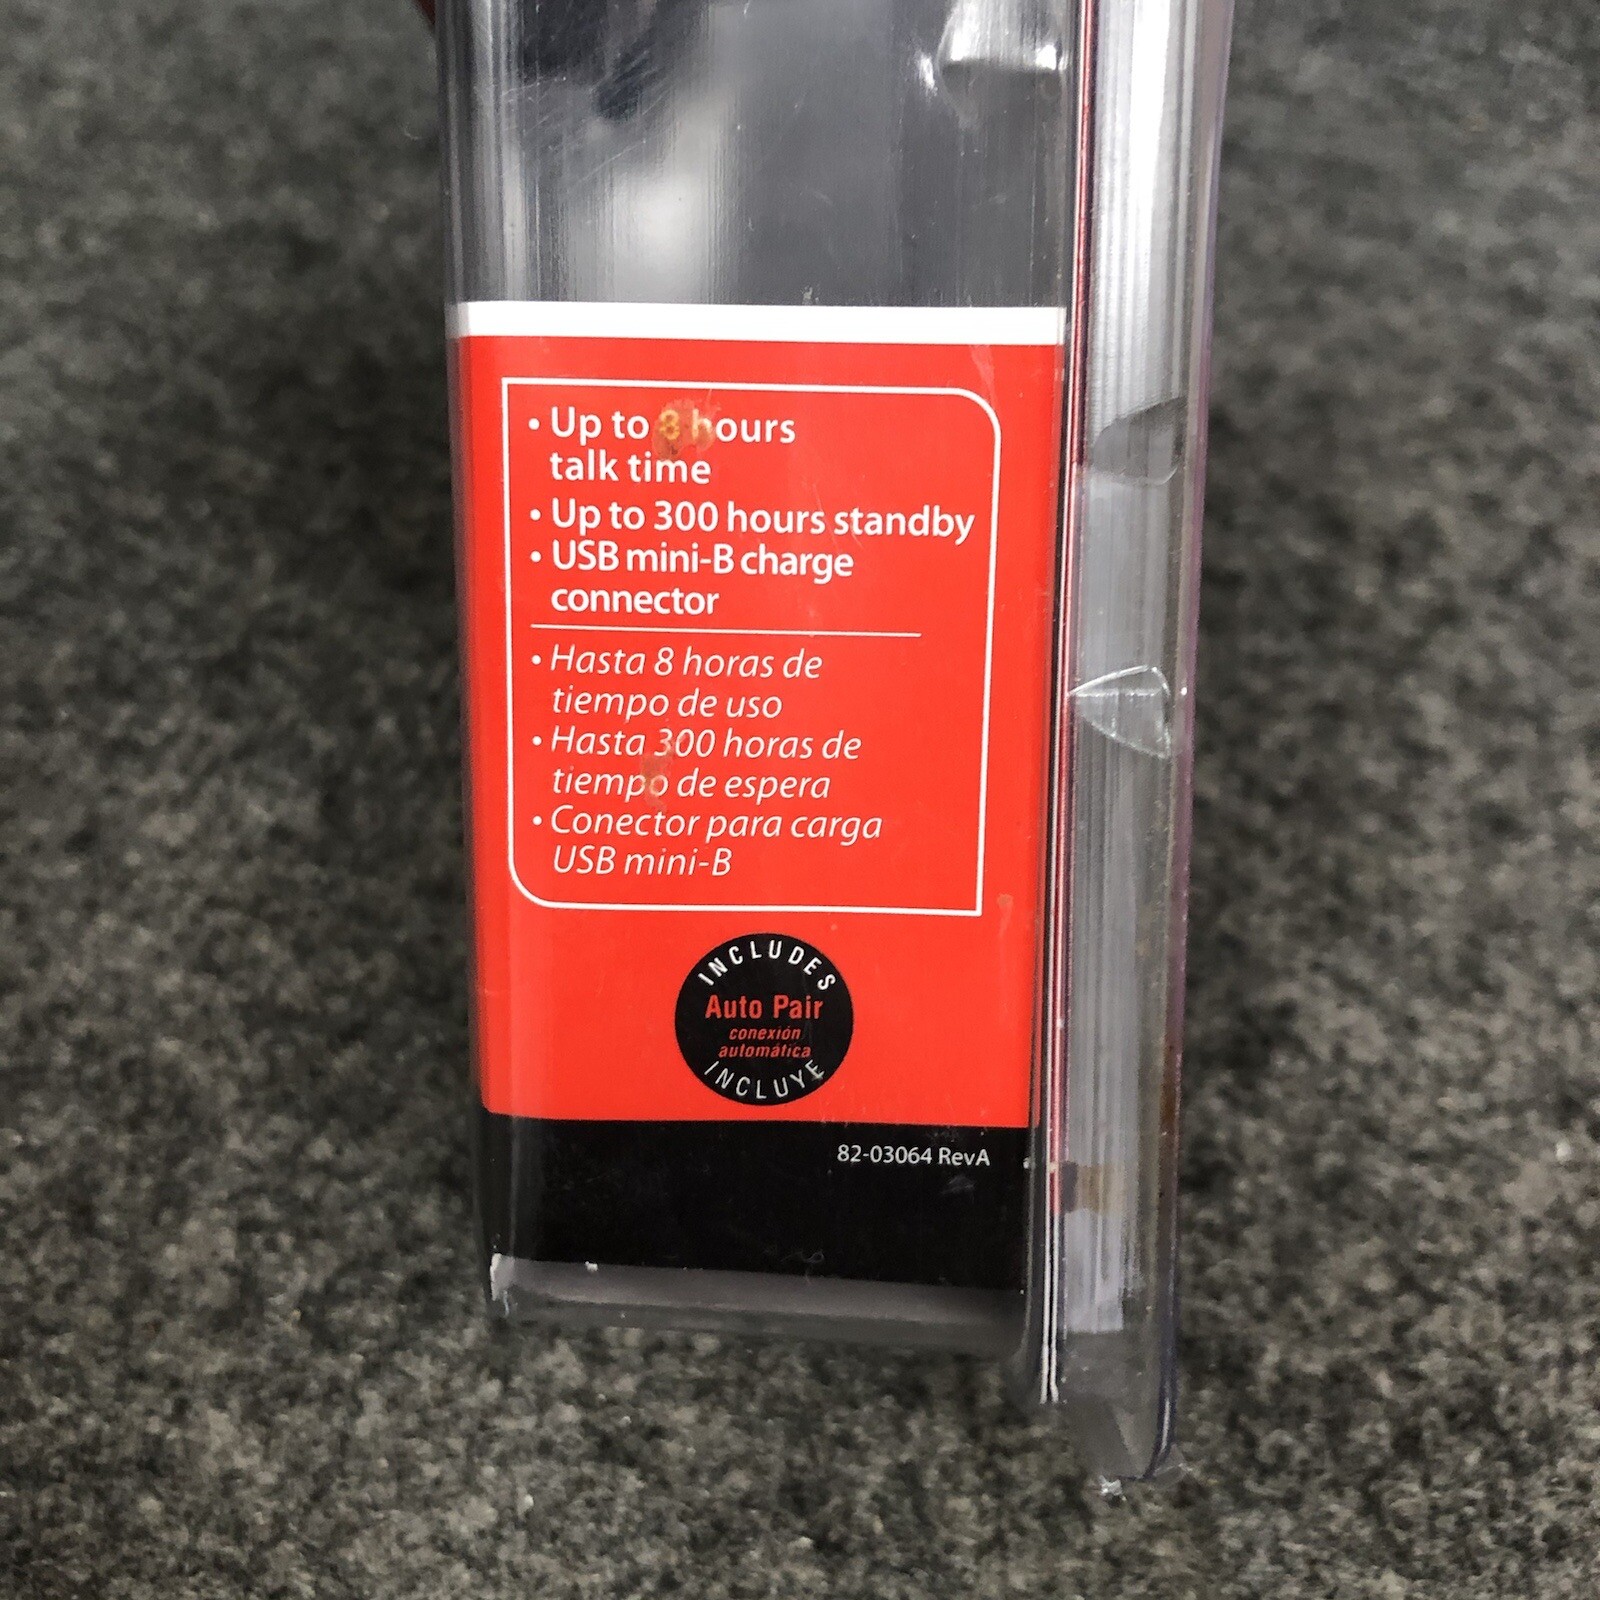 • Up to 8 hours
talk time
• Up to 300 hours standby
• USB mini-B charge
connector
• Hasta 8 horas de
tiempo de uso
• Hasta 300 horas de
tiempo de espera
• Conector para carga
USB mini-B
INCLUDES
Auto Pair
conexión
automática
INCLUYE
82-03064 RevA